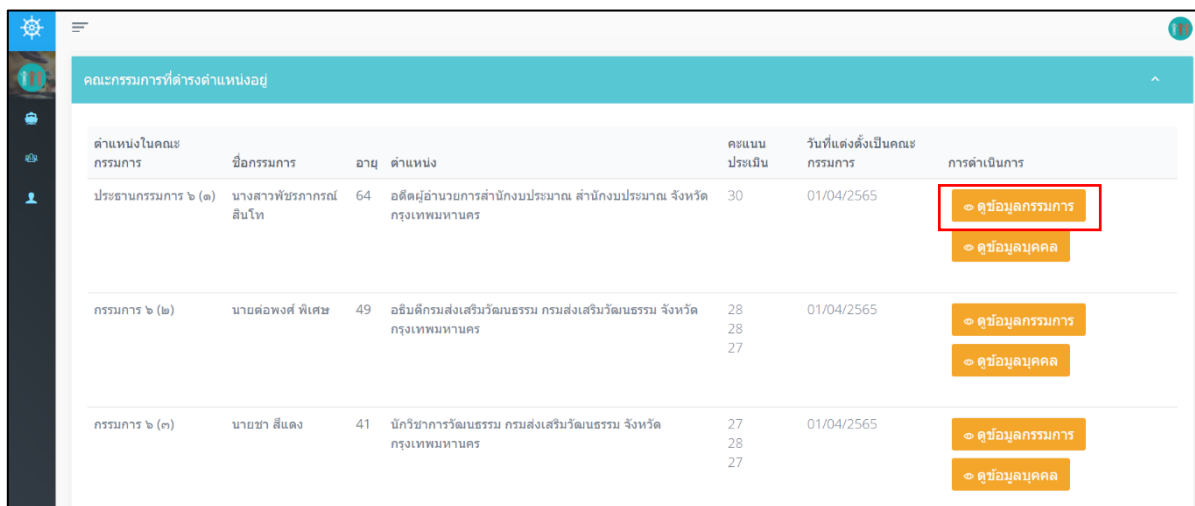 คณะกรรมการที่ดำรงตำแหน่งอยู่
ตำแหน่งในคณะ
กรรมการ
ชื่อกรรมการ
อายุ
ตำแหน่ง
คะแนน
ประเมิน
วันที่แต่งตั้งเป็นคณะ
กรรมการ
การดำเนินการ
ประธานกรรมการ ๖ (๑)
นางสาวพัชรภากรณ์
สินโท
64
อดีตผู้อำนวยการสำนักงบประมาณ สำนักงบประมาณ จังหวัด
กรุงเทพมหานคร
30
01/04/2565
ดูข้อมูลกรรมการ
ดูข้อมูลบุคคล
กรรมการ ๖ (๒)
นายต่อพงศ์ พิเศษ
49
อธิบดีกรมส่งเสริมวัฒนธรรม กรมส่งเสริมวัฒนธรรม จังหวัด
กรุงเทพมหานคร
28
28
27
01/04/2565
ดูข้อมูลกรรมการ
ดูข้อมูลบุคคล
กรรมการ ๖ (๓)
นายชา สีแดง
41
นักวิชาการวัฒนธรรม กรมส่งเสริมวัฒนธรรม จังหวัด
กรุงเทพมหานคร
27
28
27
01/04/2565
ดูข้อมูลกรรมการ
ดูข้อมูลบุคคล